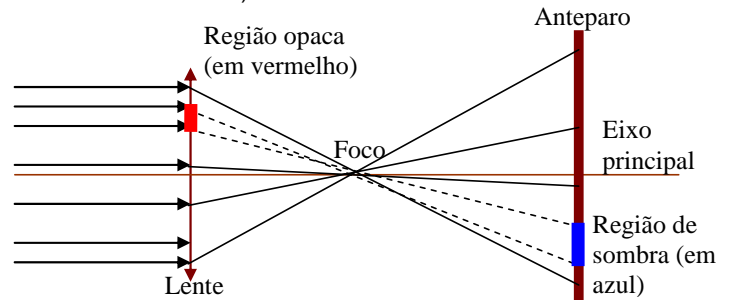 Anteparo
Região opaca
(em vermelho)
Foco
Eixo
principal
Região de
sombra (em
azul)
Lente